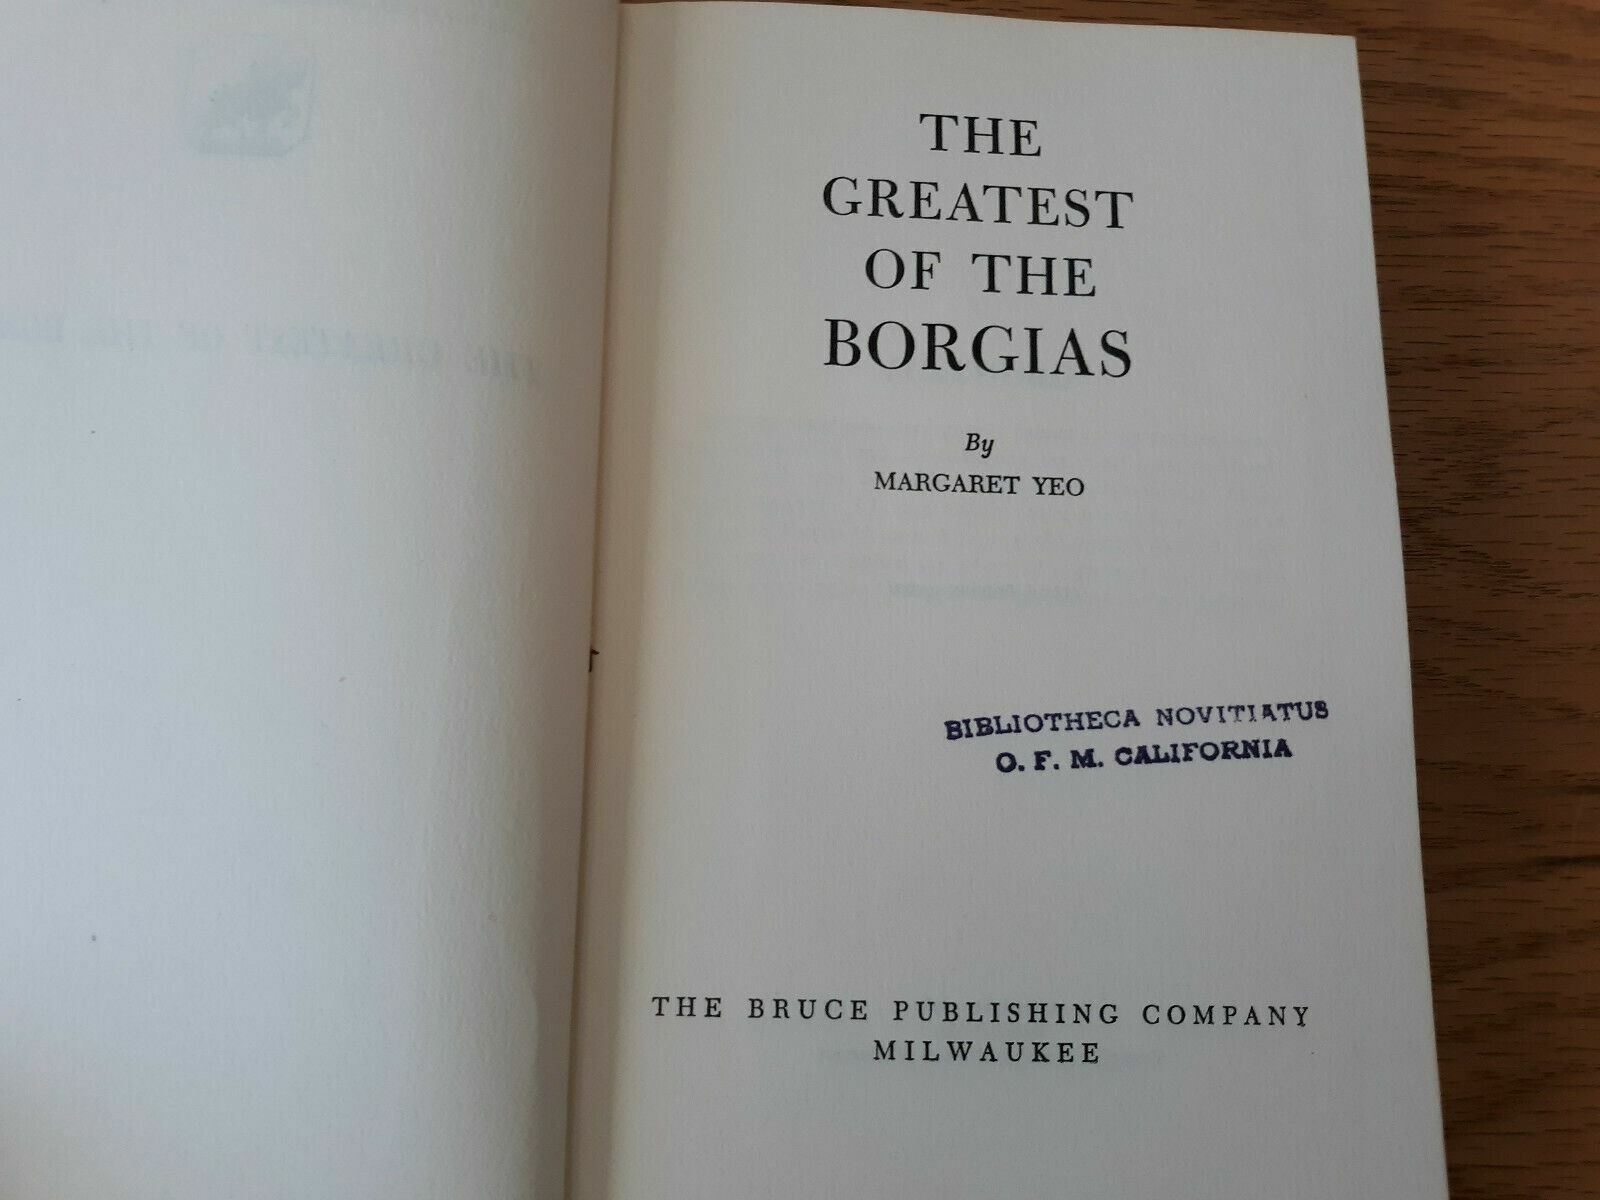 THE
GREATEST
OF THE
BORGIAS
By
MARGARET YEO
BIBLIOTHECA NOVITIATUS
O. F. M. CALIFORNIA
THE BRUCE PUBLISHING COMPANY
MILWAUKEE